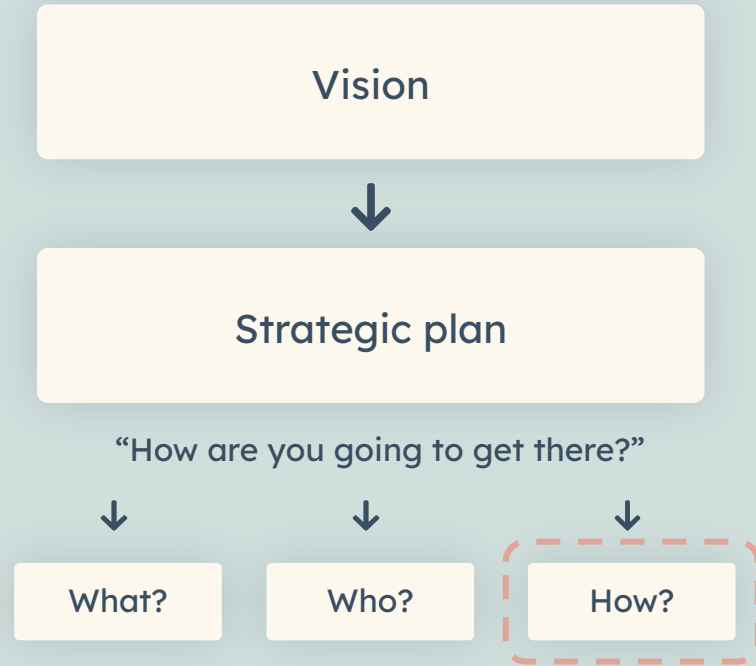 Vision
Strategic plan
“How are you going to get there?”
What?
Who?
How?